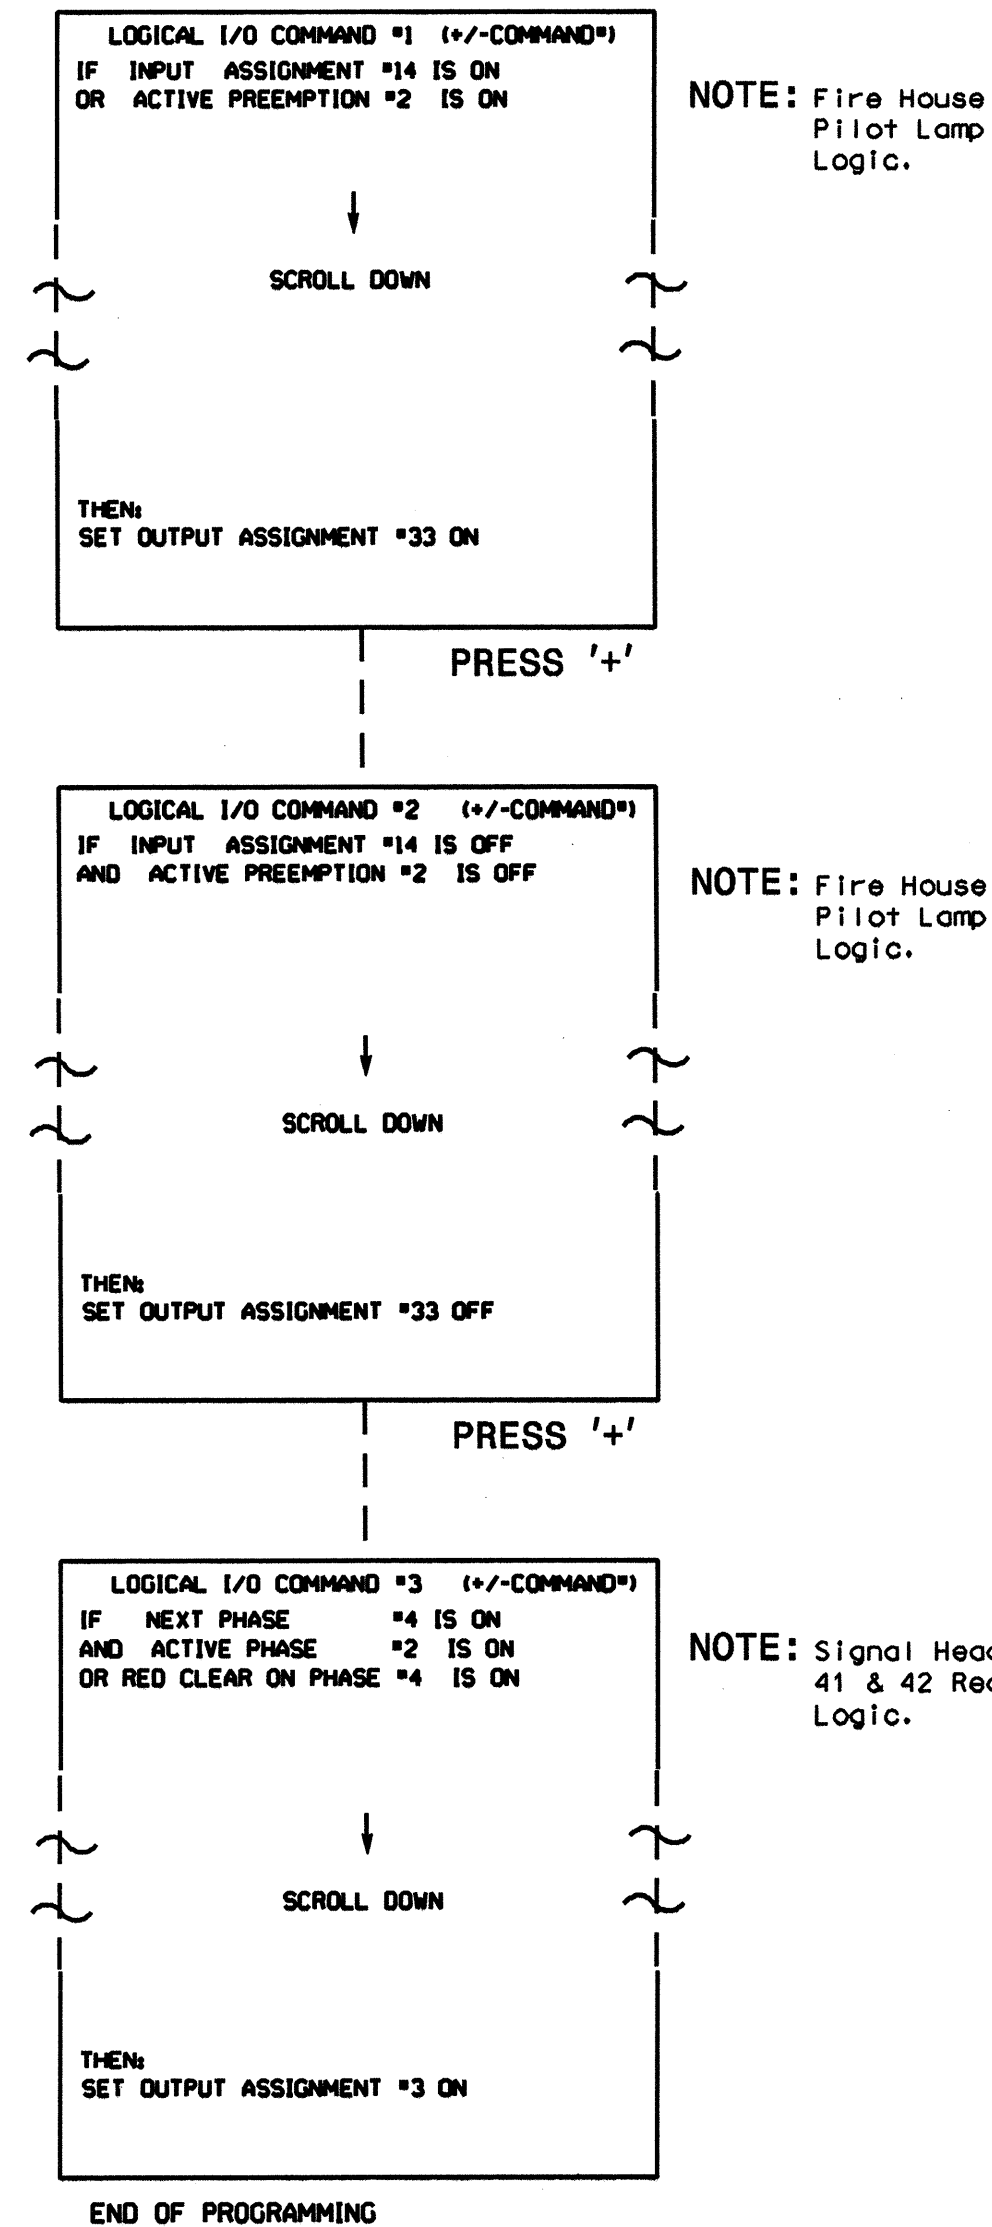 LOGICAL I/O COMMAND #1 (+/-COMMAND#)
IF INPUT ASSIGNMENT #14 IS ON
OR ACTIVE PREEMPTION #2 IS ON
NOTE: Fire House
Pilot Lamp
Logic.
SCROLL DOWN
THEN:
SET OUTPUT ASSIGNMENT #33 ON
PRESS '+'
LOGICAL I/O COMMAND #2 (+/-COMMAND#)
IF INPUT ASSIGNMENT #14 IS OFF
AND ACTIVE PREEMPTION #2 IS OFF
NOTE: Fire House
Pilot Lamp
Logic.
SCROLL DOWN
THEN:
SET OUTPUT ASSIGNMENT #33 OFF
PRESS '+'
LOGICAL I/O COMMAND #3 (+/-COMMAND#)
IF NEXT PHASE #4 IS ON
AND ACTIVE PHASE #2 IS ON
OR RED CLEAR ON PHASE #4 IS ON
NOTE: Signal
41 & 42
Logic.
SCROLL DOWN
THEN:
SET OUTPUT ASSIGNMENT #3 ON
END OF PROGRAMMING